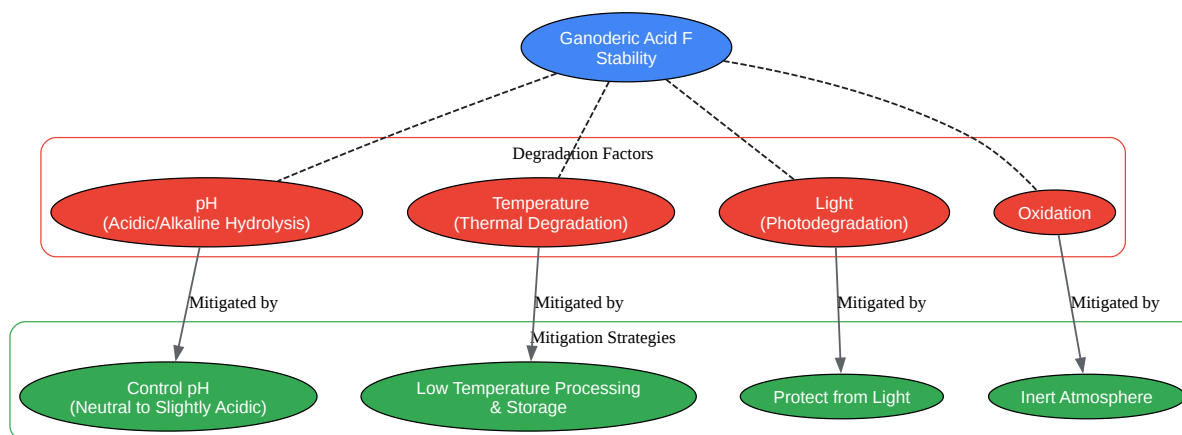 Ganoderic Acid F
Stability
Degradation Factors
pH
(Acidic/Alkaline Hydrolysis)
Temperature
(Thermal Degradation)
Light
(Photodegradation)
Oxidation
Mitigated by
Mitigated by
Mitigated by
Mitigated by
Mitigation Strategies
Control pH
(Neutral to Slightly Acidic)
Low Temperature Processing
& Storage
Protect from Light
Inert Atmosphere